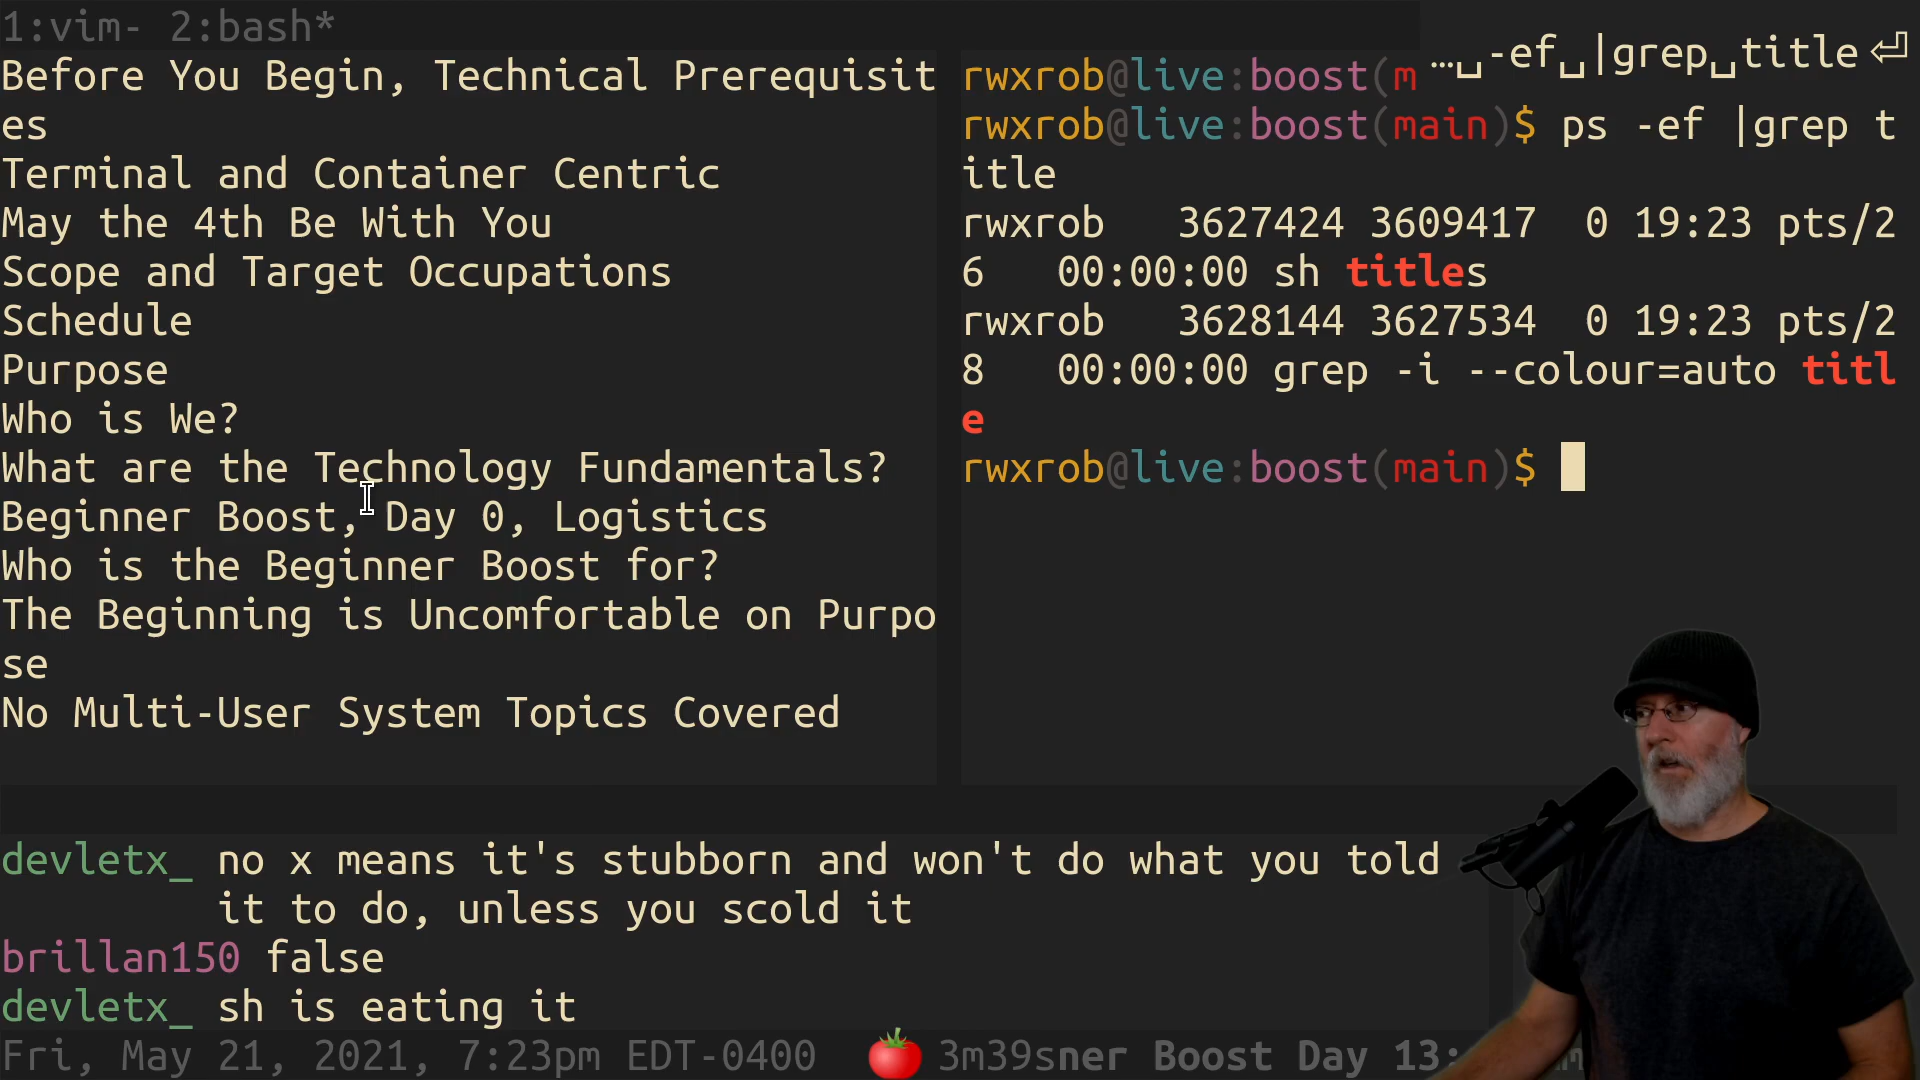 1:vim- 2:bash*
…␣-ef␣|grep␣title⏎
Before You Begin, Technical Prerequisit
es
Terminal and Container Centric
May the 4th Be With You
Scope and Target Occupations
Schedule
Purpose
Who is We?
What are the Technology Fundamentals?
Beginner Boost, Day 0, Logistics
Who is the Beginner Boost for?
The Beginning is Uncomfortable on Purpo
se
No Multi-User System Topics Covered
rwxrob@live:boost(m
rwxrob@live:boost(main)$ ps -ef |grep t
itle
rwxrob   3627424 3609417  0 19:23 pts/2
6   00:00:00 sh titles
rwxrob   3628144 3627534  0 19:23 pts/2
8   00:00:00 grep -i --colour=auto titl
e
rwxrob@live:boost(main)$
devletx_ no x means it's stubborn and won't do what you told
it to do, unless you scold it
brillan150 false
devletx_ sh is eating it
Fri, May 21, 2021, 7:23pm EDT-0400 🍅 3m39sner Boost Day 13: